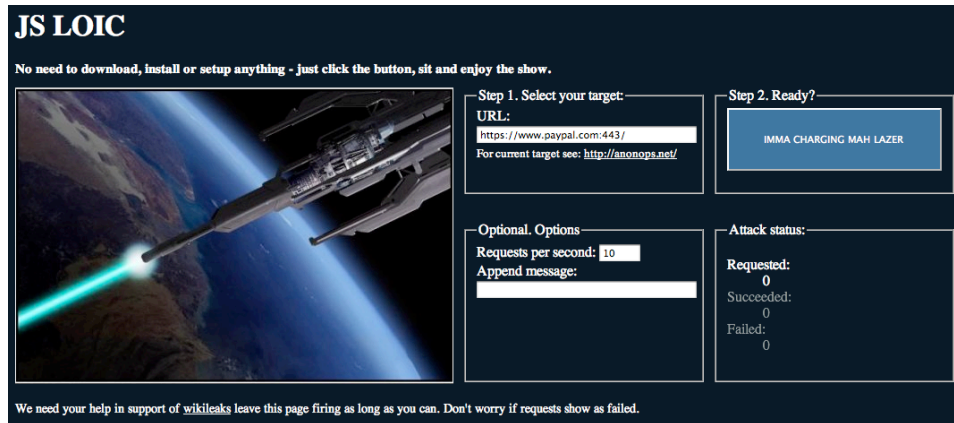 JS LOIC
No need to download, install or setup anything - just click the button, sit and enjoy the show.
Step 1. Select your target:
URL:
https://www.paypal.com:443/
For current target see: http://anonops.net/
Step 2. Ready?
IMMA CHARGING MAH LAZER
Optional. Options
Requests per second: 10
Append message:
Attack status:
Requested:
0
Succeeded:
0
Failed:
0
We need your help in support of wikileaks leave this page firing as long as you can. Don't worry if requests show as failed.